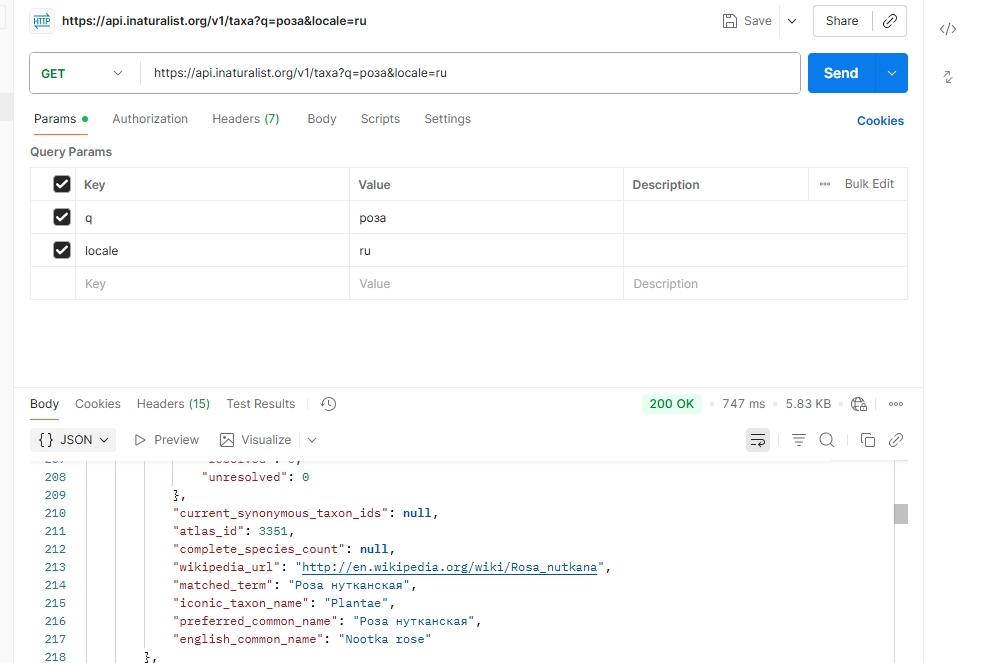 HTTP https://api.inaturalist.org/v1/taxa?q=роза&locale=ru Save Share
GET https://api.inaturalist.org/v1/taxa?q=роза&locale=ru Send
Params Authorization Headers (7) Body Scripts Settings Cookies
Query Params
Key Value Description Bulk Edit
q роза
locale ru
Key Value Description
Body Cookies Headers (15) Test Results 200 OK 747 ms 5.83 KB
{} JSON Preview Visualize
208 "unresolved": 0
209 },
210 "current_synonymous_taxon_ids": null,
211 "atlas_id": 3351,
212 "complete_species_count": null,
213 "wikipedia_url": "http://en.wikipedia.org/wiki/Rosa_nutkana",
214 "matched_term": "Роза нутканская",
215 "iconic_taxon_name": "Plantae",
216 "preferred_common_name": "Роза нутканская",
217 "english_common_name": "Nootka rose"
218 },